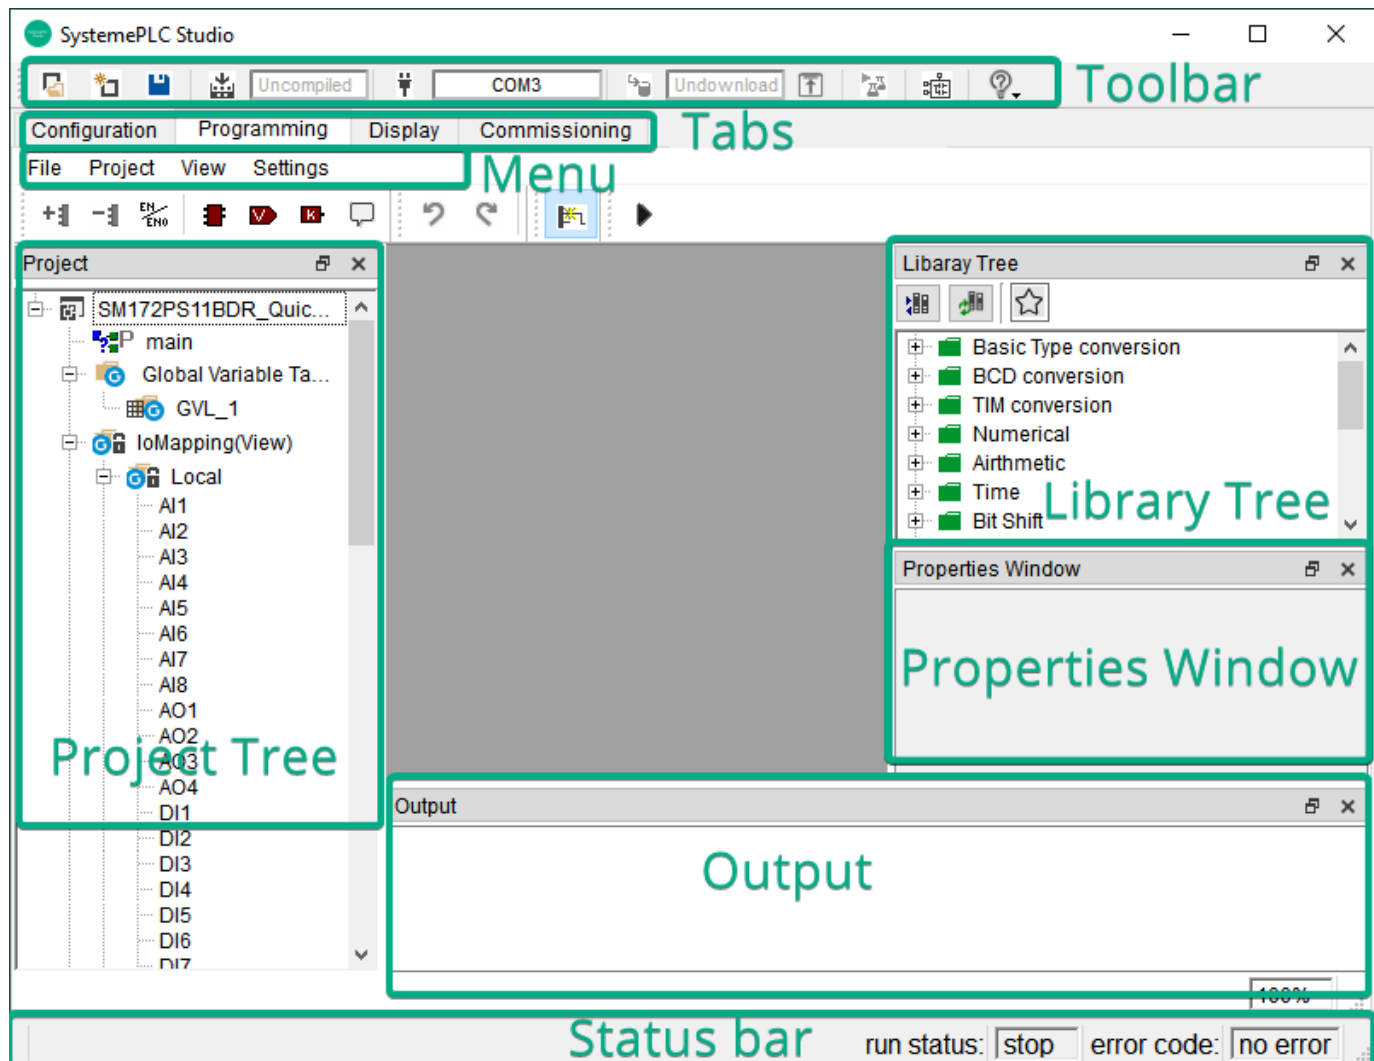 SystemePLC Studio
Uncompiled
COM3
Undownload
Toolbar
Configuration
Programming
Display
Commissioning
Tabs
File
Project
View
Settings
Menu
EN
ENO
V
K
Project
SM172PS11BDR_Quic...
P main
Global Variable Ta...
GVL_1
IoMapping(View)
Local
AI1
AI2
AI3
AI4
AI5
AI6
AI7
AI8
AO1
AO2
AO3
AO4
DI1
DI2
DI3
DI4
DI5
DI6
DI7
Project Tree
Libaray Tree
Basic Type conversion
BCD conversion
TIM conversion
Numerical
Airthmetic
Time
Bit Shift
Library Tree
Properties Window
Properties Window
Output
Output
100%
Status bar
run status: stop
error code: no error